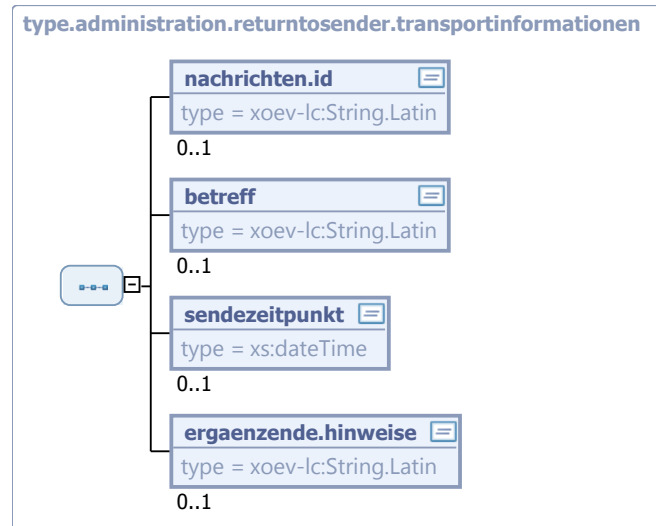 type.administration.returntosender.transportinformationen
nachrichten.id
type = xoev-lc:String.Latin
0..1
betreff
type = xoev-lc:String.Latin
0..1
sendezeitpunkt
type = xs:dateTime
0..1
ergaenzende.hinweise
type = xoev-lc:String.Latin
0..1